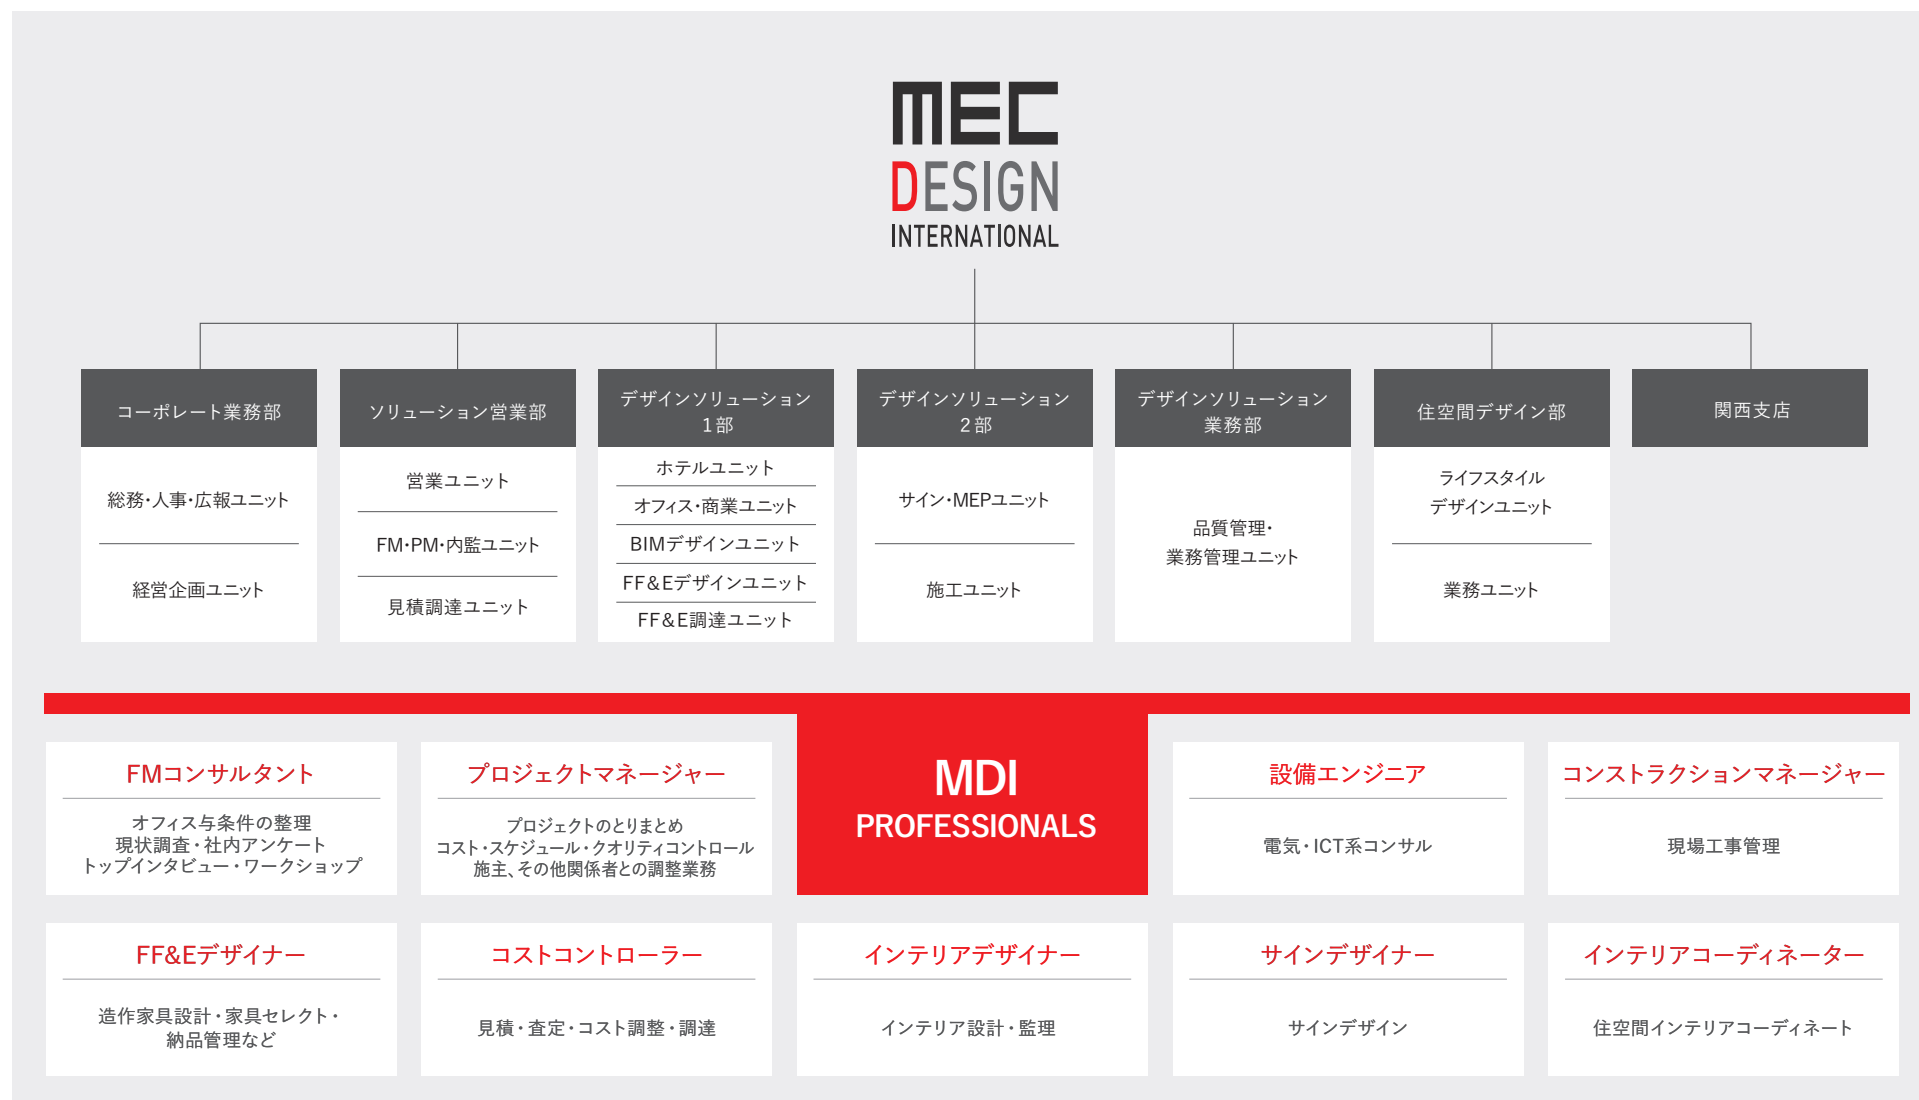 MEC
DESIGN
INTERNATIONAL
コーポレート業務部
総務・人事・広報ユニット
経営企画ユニット
ソリューション営業部
営業ユニット
FM・PM・内監ユニット
見積調達ユニット
デザインソリューション
1部
ホテルユニット
オフィス・商業ユニット
BIMデザインユニット
FF&Eデザインユニット
FF&E調達ユニット
デザインソリューション
2部
サイン・MEPユニット
施工ユニット
デザインソリューション
業務部
品質管理・
業務管理ユニット
住空間デザイン部
ライフスタイル
デザインユニット
業務ユニット
関西支店
FMコンサルタント
オフィス与条件の整理
現状調査・社内アンケート
トップインタビュー・ワークショップ
プロジェクトマネージャー
プロジェクトのとりまとめ
コスト・スケジュール・クオリティコントロール
施主、その他関係者との調整業務
MDI
PROFESSIONALS
設備エンジニア
電気・ICT系コンサル
コンストラクションマネージャー
現場工事管理
FF&Eデザイナー
造作家具設計・家具セレクト・
納品管理など
コストコントローラー
見積・査定・コスト調整・調達
インテリアデザイナー
インテリア設計・監理
サインデザイナー
サインデザイン
インテリアコーディネーター
住空間インテリアコーディネート